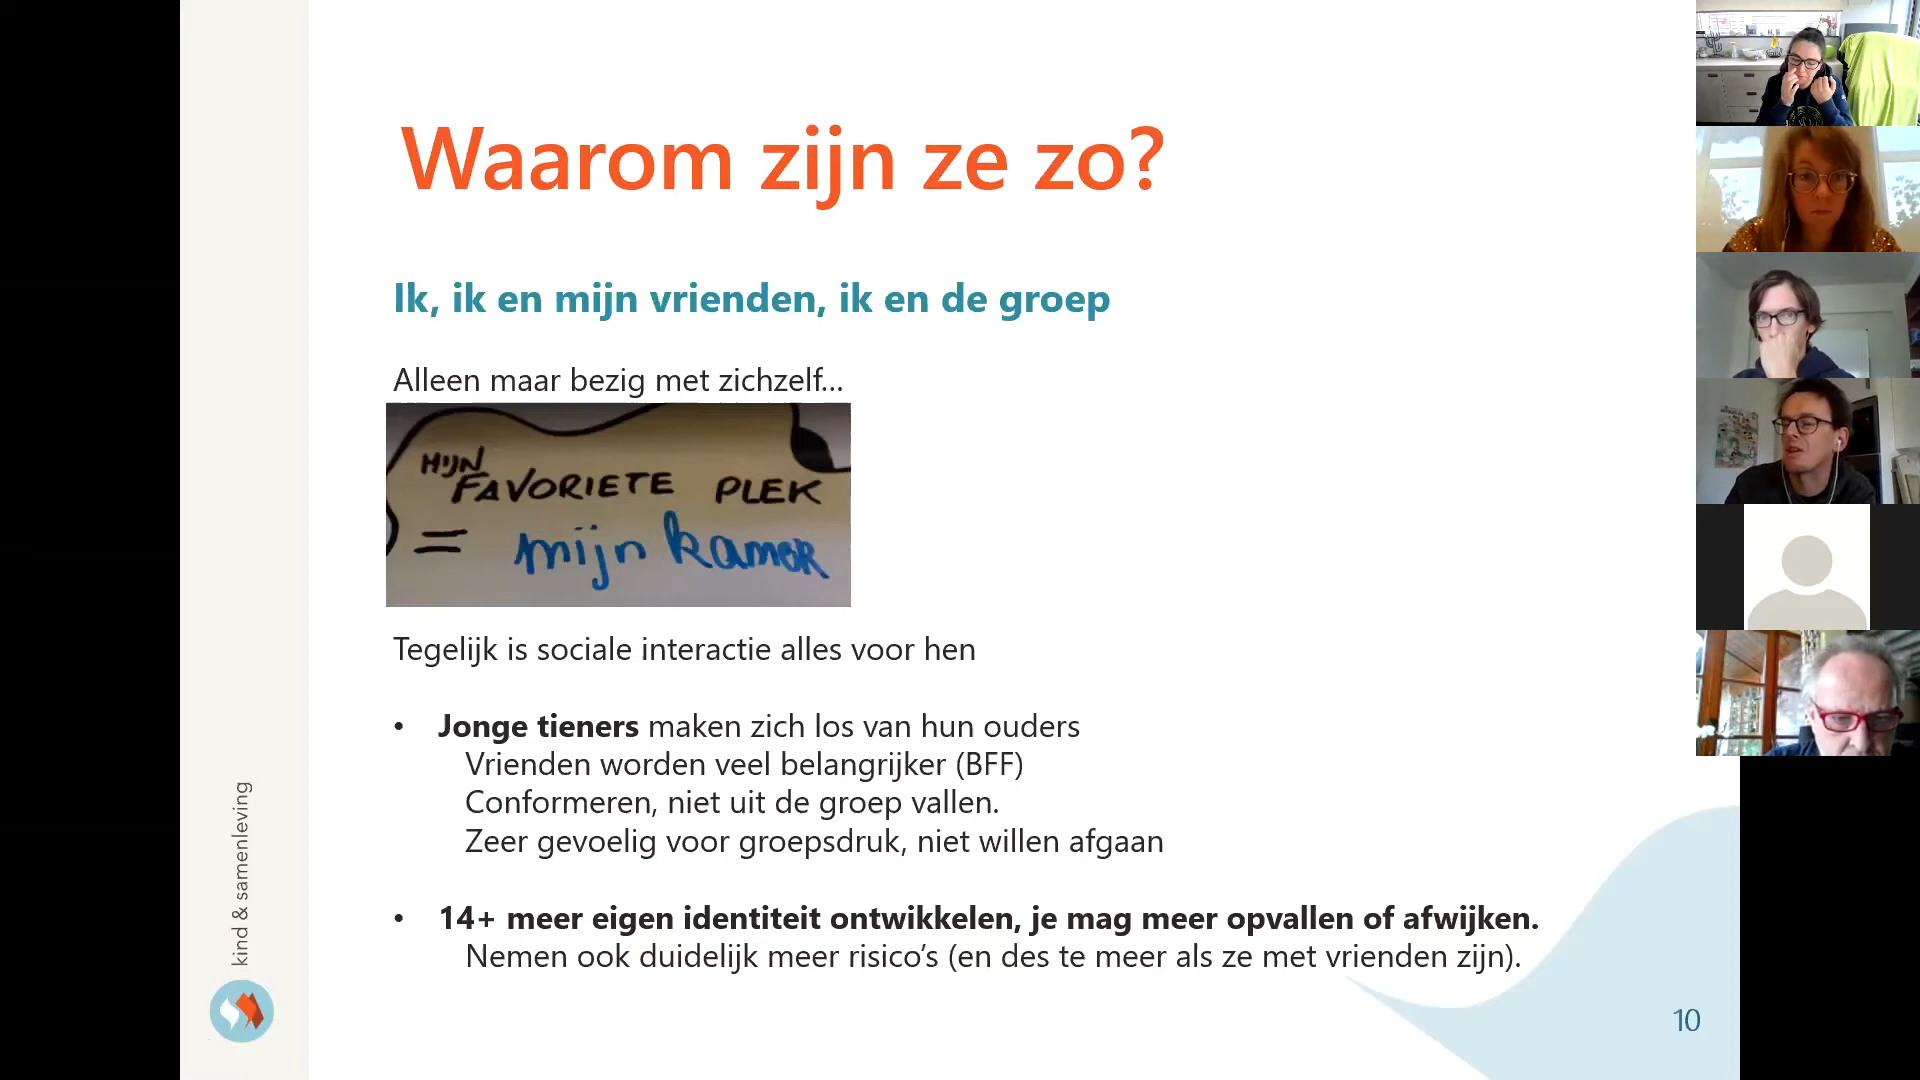 Waarom zijn ze zo?
Ik, ik en mijn vrienden, ik en de groep
Alleen maar bezig met zichzelf...
MIJN
FAVORIETE PLEK
= mijn kamer
Tegelijk is sociale interactie alles voor hen
• Jonge tieners maken zich los van hun ouders
Vrienden worden veel belangrijker (BFF)
Conformeren, niet uit de groep vallen.
Zeer gevoelig voor groepsdruk, niet willen afgaan
• 14+ meer eigen identiteit ontwikkelen, je mag meer opvallen of afwijken.
Nemen ook duidelijk meer risico’s (en des te meer als ze met vrienden zijn).
kind & samenleving
10